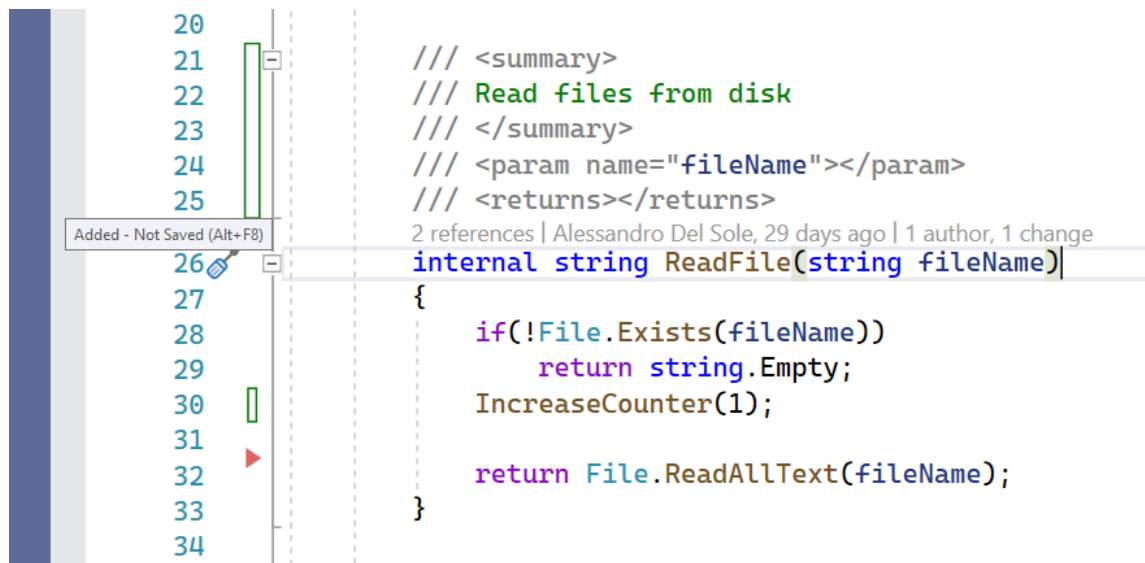 20
21 /// <summary>
22 /// Read files from disk
23 /// </summary>
24 /// <param name="fileName"></param>
25 /// <returns></returns>
Added - Not Saved (Alt+F8)
2 references | Alessandro Del Sole, 29 days ago | 1 author, 1 change
26 internal string ReadFile(string fileName)
27 {
28 if(!File.Exists(fileName))
29 return string.Empty;
30 IncreaseCounter(1);
31
32 return File.ReadAllText(fileName);
33 }
34